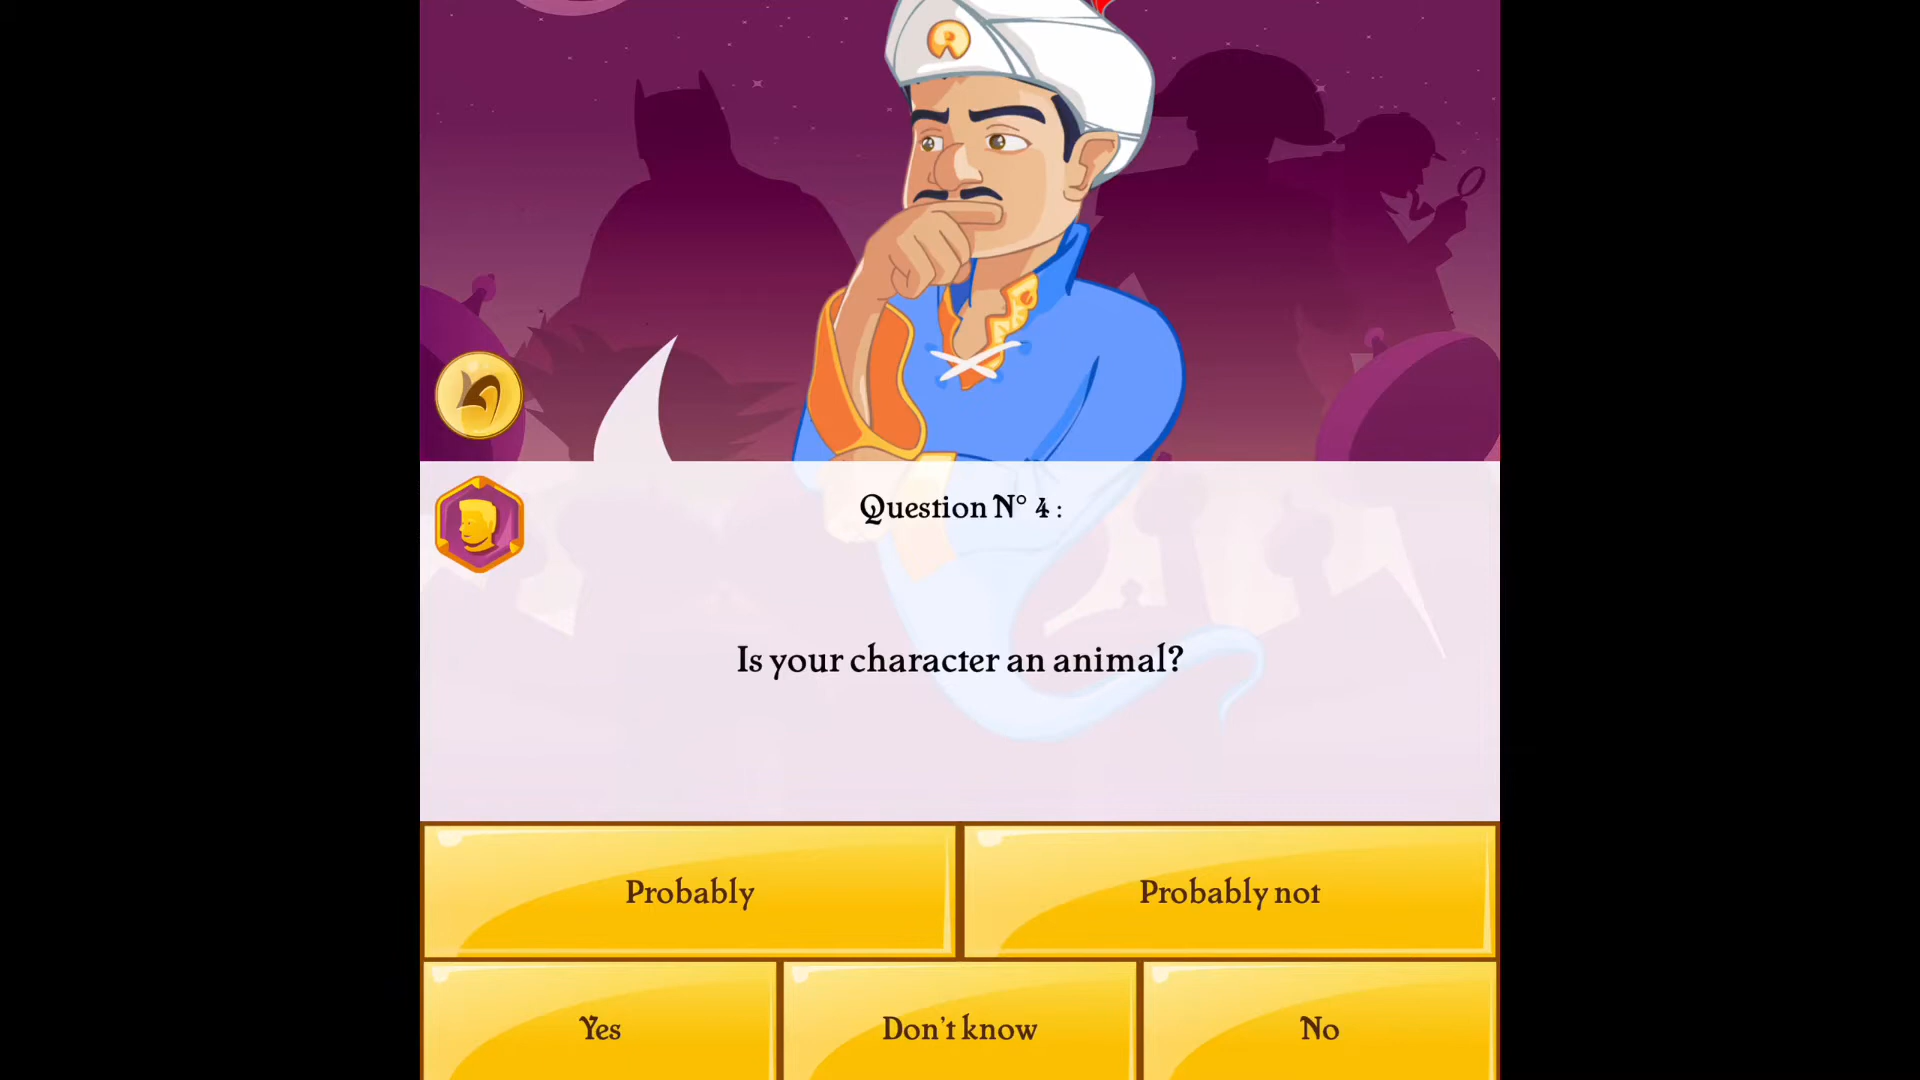 Question N° 4 :
Is your character an animal?
Probably
Probably not
Yes
Don't know
No